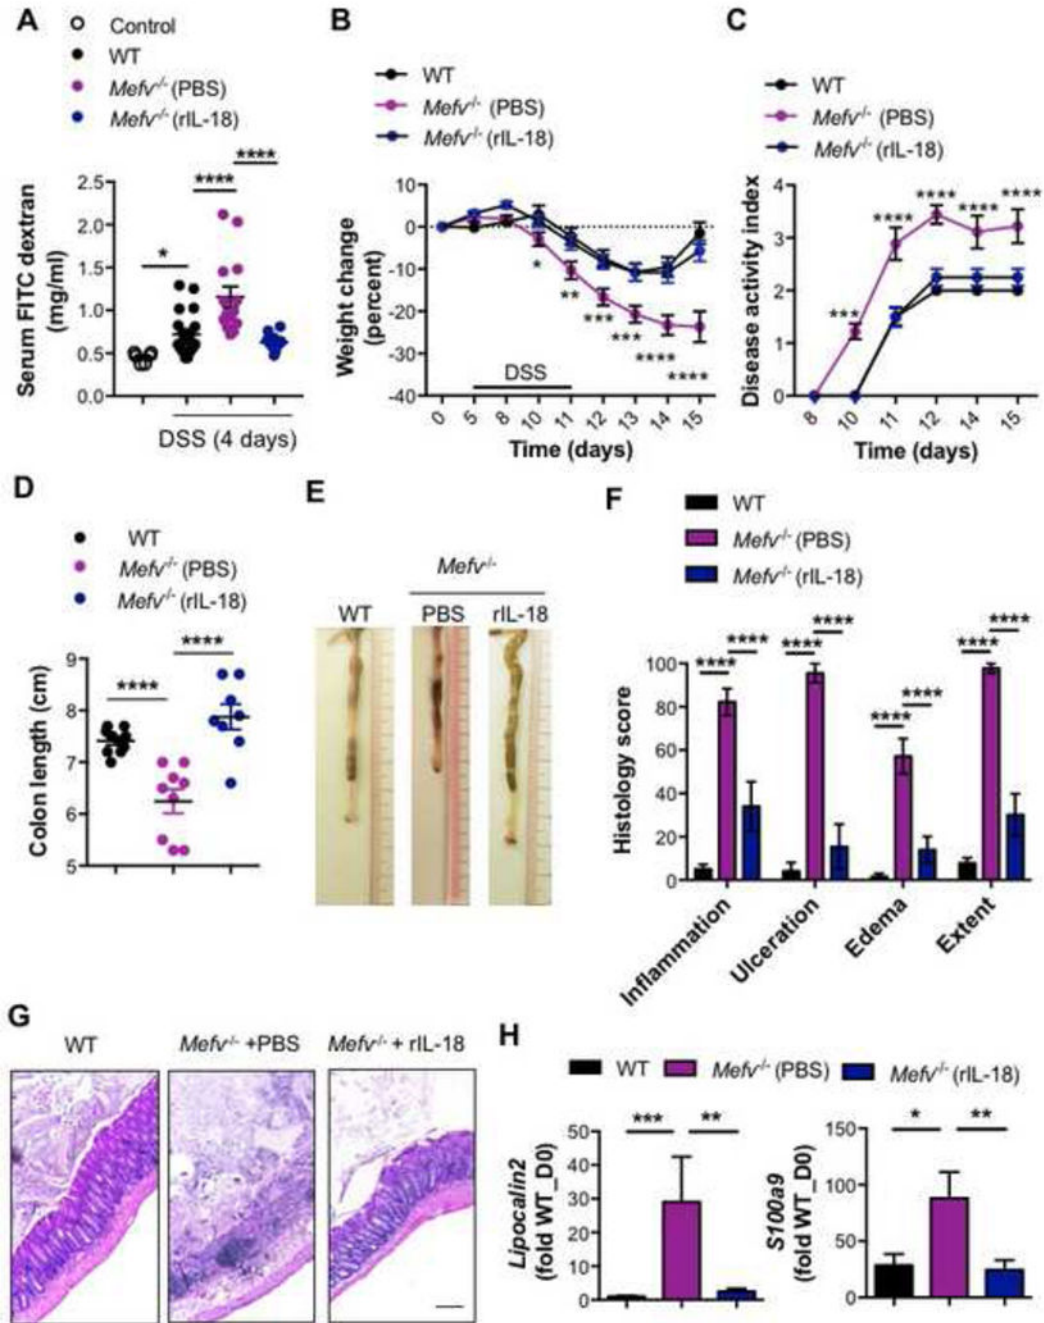 A
Control
WT
Mefv-/- (PBS)
Mefv-/- (rIL-18)
****
****
*
Serum FITC dextran
(mg/ml)
2.5
2.0
1.5
1.0
0.5
0.0
DSS (4 days)
B
WT
Mefv-/- (PBS)
Mefv-/- (rIL-18)
Weight change
(percent)
10
0
-10
-20
-30
-40
*
**
***
***
****
****
DSS
0 5 8 10 11 12 13 14 15
Time (days)
C
WT
Mefv-/- (PBS)
Mefv-/- (rIL-18)
Disease activity index
4
3
2
1
0
***
****
****
****
****
8 10 11 12 14 15
Time (days)
D
WT
Mefv-/- (PBS)
Mefv-/- (rIL-18)
****
****
Colon length (cm)
9
8
7
6
5
E
Mefv-/-
WT PBS rIL-18
F
WT
Mefv-/- (PBS)
Mefv-/- (rIL-18)
Histology score
100
80
60
40
20
0
**** ****
**** ****
**** ****
**** ****
Inflammation
Ulceration
Edema
Extent
G
WT Mefv-/- +PBS Mefv-/- + rIL-18
H
WT Mefv-/- (PBS) Mefv-/- (rIL-18)
*** **
Lipocalin2
(fold WT_D0)
50
40
30
20
10
0
* **
S100a9
(fold WT_D0)
150
100
50
0